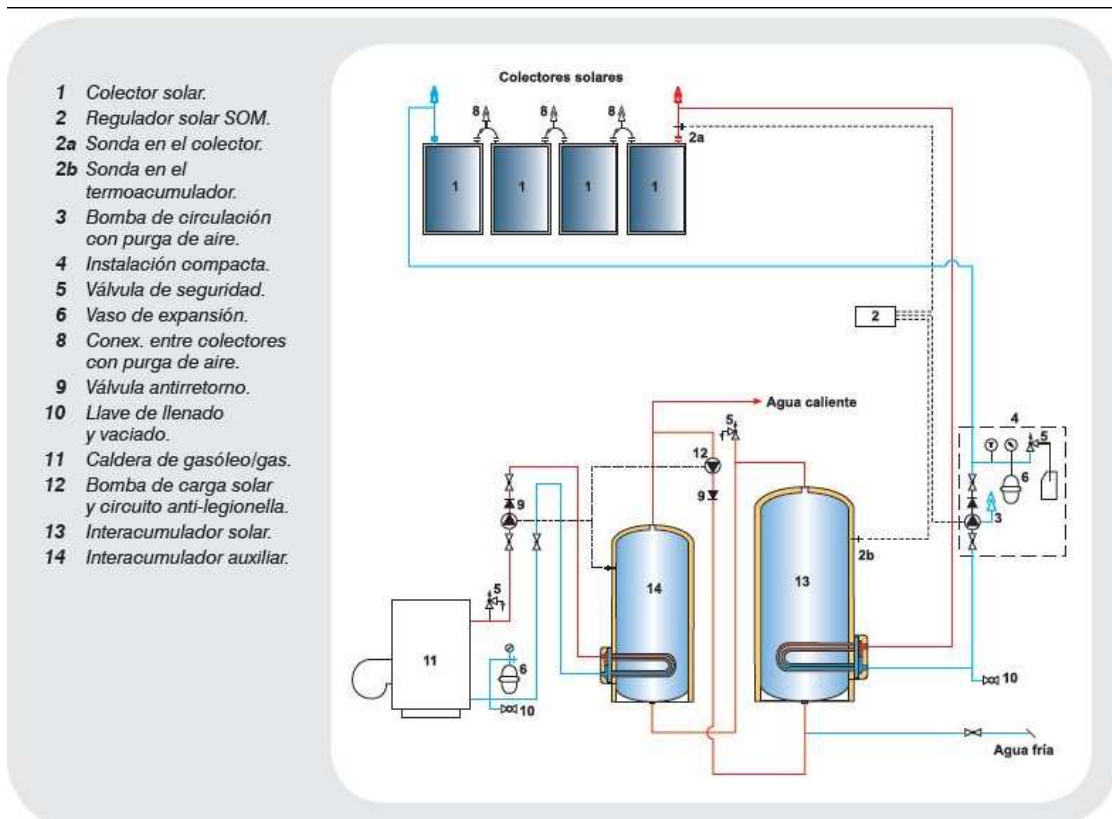 1 Colector solar.
2 Regulador solar SOM.
2a Sonda en el colector.
2b Sonda en el
termoacumulador.
3 Bomba de circulación
con purga de aire.
4 Instalación compacta.
5 Válvula de seguridad.
6 Vaso de expansión.
8 Conex. entre colectores
con purga de aire.
9 Válvula antirretorno.
10 Llave de llenado
y vaciado.
11 Caldera de gasóleo/gas.
12 Bomba de carga solar
y circuito anti-legionella.
13 Interacumulador solar.
14 Interacumulador auxiliar.
Colectores solares
8 8 8
2a
1 1 1 1
2
Agua caliente
5
4
5
12
6
9
9
3
2b
14
13
5
11
6
10
10
Agua fría